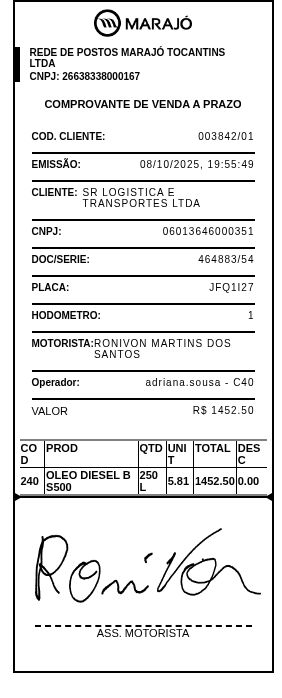 MARAJÓ
REDE DE POSTOS MARAJÓ TOCANTINS
LTDA
CNPJ: 26638338000167
COMPROVANTE DE VENDA A PRAZO
COD. CLIENTE: 003842/01
EMISSÃO: 08/10/2025, 19:55:49
CLIENTE: SR LOGISTICA E
TRANSPORTES LTDA
CNPJ: 06013646000351
DOC/SERIE: 464883/54
PLACA: JFQ1I27
HODOMETRO: 1
MOTORISTA:RONIVON MARTINS DOS
SANTOS
Operador: adriana.sousa - C40
VALOR R$ 1452.50
CO PROD QTD UNI TOTAL DES
D T C
240 OLEO DIESEL B 250 5.81 1452.50 0.00
S500 L
Ronivon
ASS. MOTORISTA